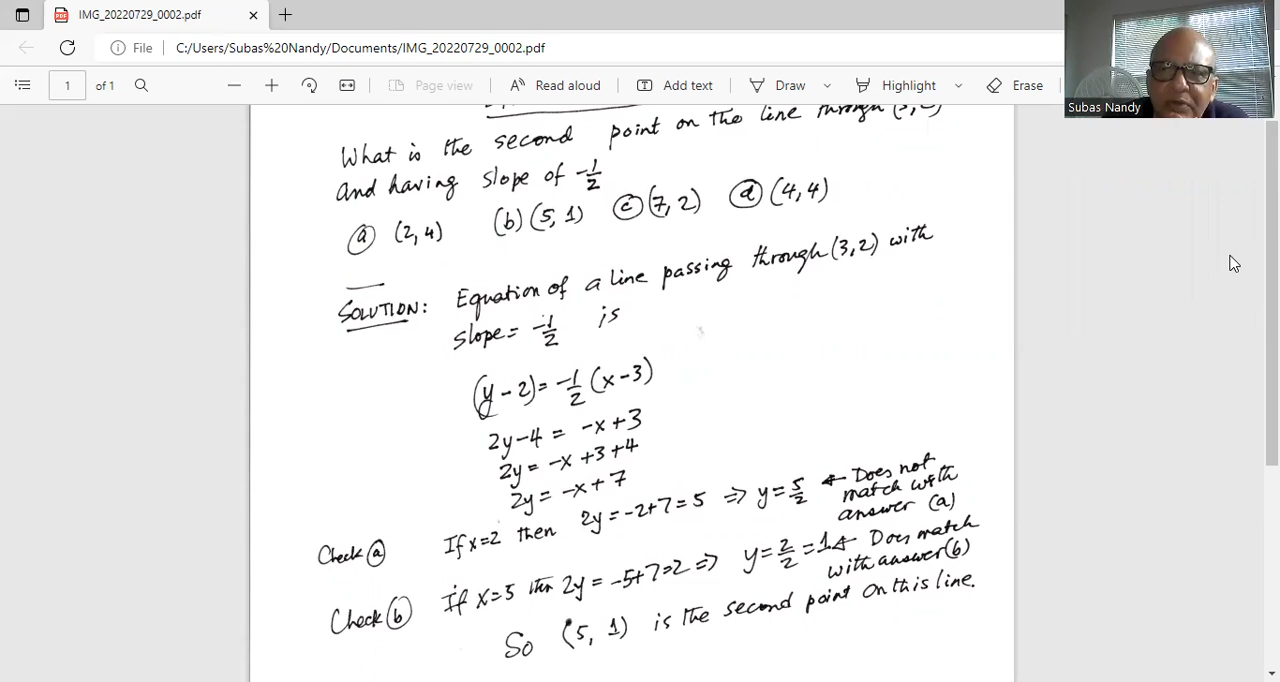 IMG_20220729_0002.pdf
File C:/Users/Subas%20Nandy/Documents/IMG_20220729_0002.pdf
1 of 1 Page view Read aloud Add text Draw Highlight Erase
Subas Nandy
What is the second point on the line through (3, 2)
and having slope of -1/2
(a) (2, 4) (b) (5, 1) (c) (7, 2) (d) (4, 4)
SOLUTION: Equation of a line passing through (3, 2) with
slope = -1/2 is
(y - 2) = -1/2 (x - 3)
2y - 4 = -x + 3
2y = -x + 3 + 4
2y = -x + 7
Check (a) If x=2 then 2y = -2+7 = 5 => y = 5/2 ← Does not
match with
answer (a)
Check (b) if x=5 then 2y = -5+7=2 => y = 2/2 = 1 ← Does match
with answer (b)
So (5, 1) is the second point on this line.